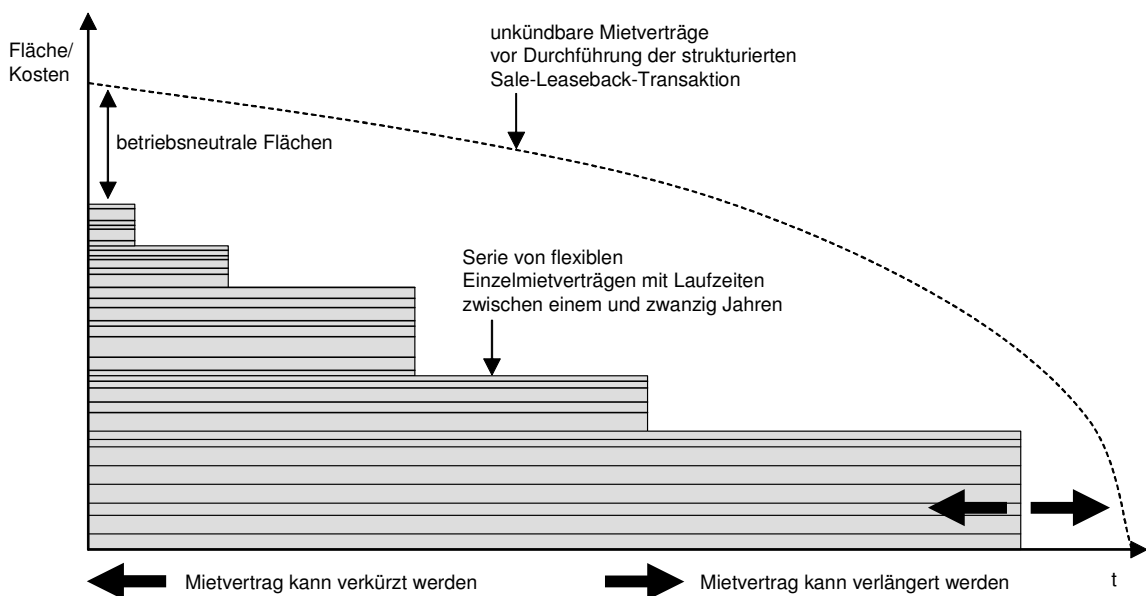 Fläche/
Kosten
unkündbare Mietverträge
vor Durchführung der strukturierten
Sale-Leaseback-Transaktion
betriebsneutrale Flächen
Serie von flexiblen
Einzelmietverträgen mit Laufzeiten
zwischen einem und zwanzig Jahren
Mietvertrag kann verkürzt werden
Mietvertrag kann verlängert werden
t